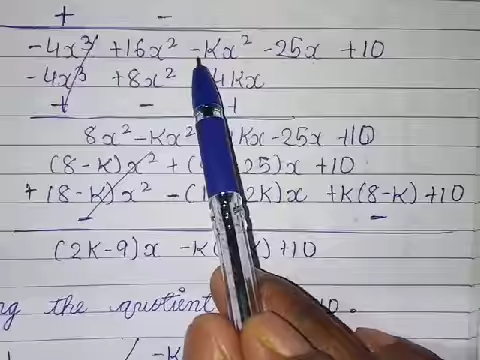 + -
-4x³ +16x² -Kx² -25x +10
-4x³ +8x² 4Kx
+ - +
8x² -Kx² Kx -25x +10
(8-K)x² + 25)x +10
+ (8-K)x² - 2K)x +K(8-K) +10
(2K-9)x -K +10
the quotient